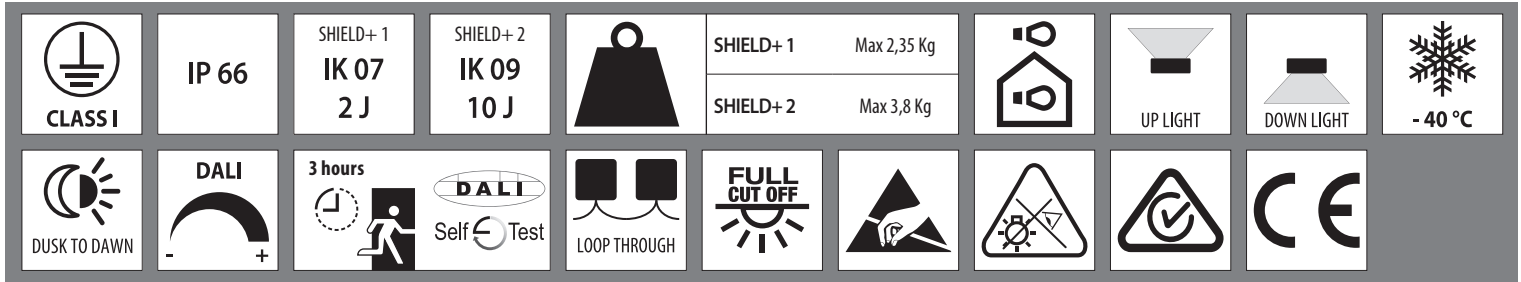 CLASS I
IP 66
SHIELD+ 1
IK 07
2 J
SHIELD+ 2
IK 09
10 J
SHIELD+ 1 Max 2,35 Kg
SHIELD+ 2 Max 3,8 Kg
UP LIGHT
DOWN LIGHT
- 40 °C
DUSK TO DAWN
DALI
- +
3 hours
DALI
Self Test
LOOP THROUGH
FULL
CUT OFF
CE